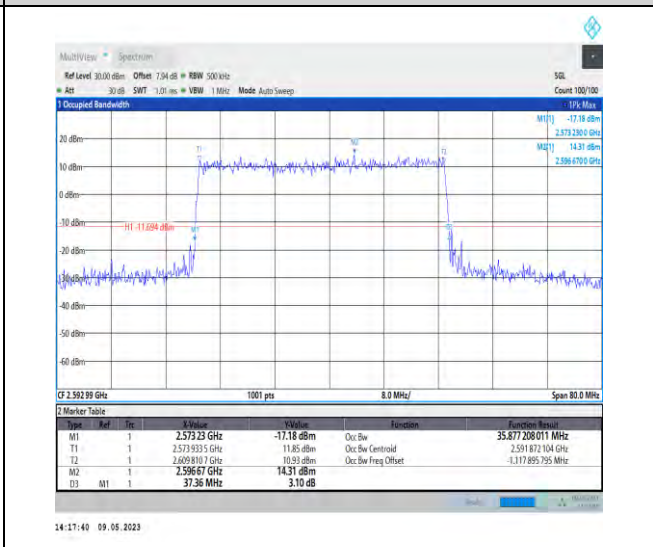 MultiView Spectrum
Ref Level 30.00 dBm Offset 7.94 dB RBW 500 kHz SGL
Att 30 dB SWT 1.01 ms VBW 1 MHz Mode Auto Sweep Count 100/100
1 Occupied Bandwidth 1Pk Max
M1[1] -17.18 dBm
2.573 230 0 GHz
M2[1] 14.31 dBm
2.596 670 0 GHz
20 dBm
T1 M2 T2
10 dBm
0 dBm
-10 dBm
H1 -11.694 dBm M1
-20 dBm
-30 dBm
-40 dBm
-50 dBm
-60 dBm
CF 2.592 99 GHz 1001 pts 8.0 MHz/ Span 80.0 MHz
2 Marker Table
Type Ref Trc X-Value Y-Value Function Function Result
M1 1 2.573 23 GHz -17.18 dBm Occ Bw 35.877 208 011 MHz
T1 1 2.573 933 5 GHz 11.85 dBm Occ Bw Centroid 2.591 872 104 GHz
T2 1 2.609 810 7 GHz 10.93 dBm Occ Bw Freq Offset -1.117 895 795 MHz
M2 1 2.596 67 GHz 14.31 dBm
D3 M1 1 37.36 MHz 3.10 dB
14:17:40 09.05.2023